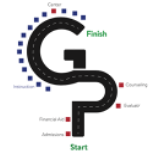 Career
Finish
Counseling
Instruction
Evaluate
Financial Aid
Admissions
Start